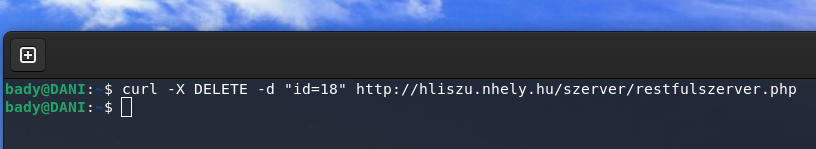 bady@DANI:~$ curl -X DELETE -d "id=18" http://hliszu.nhely.hu/szerver/restfulszerver.php
bady@DANI:~$